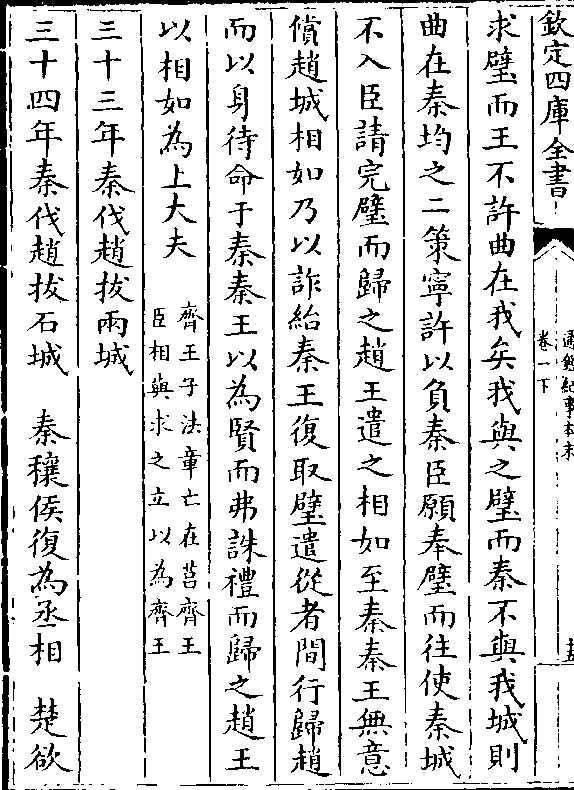 欽定四庫全書
通鑑紀事本末
卷一下
求璧而王不許曲在我矣我與之璧而秦不與我城則
曲在秦均之二策寧許以負秦臣願奉璧而往使秦城
不入臣請完璧而歸之趙王遣之相如至秦秦王無意
償趙城相如乃以詐紿秦王復取璧遣從者間行歸趙
而以身待命于秦秦王以為賢而弗誅禮而歸之趙王
以相如為上大夫
齊王子法章亡在莒齊王
臣相與求之立以為齊王
三十三年秦伐趙拔兩城
三十四年秦伐趙拔石城　秦穰侯復為丞相　楚欲